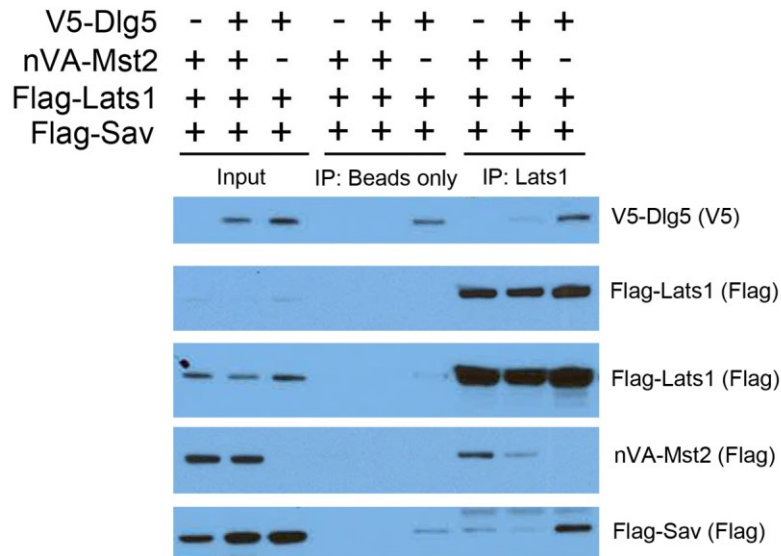 V5-Dlg5 - + + - + + - + +
nVA-Mst2 + + - + + - + + -
Flag-Lats1 + + + + + + + + +
Flag-Sav + + + + + + + + +
Input IP: Beads only IP: Lats1
V5-Dlg5 (V5)
Flag-Lats1 (Flag)
Flag-Lats1 (Flag)
nVA-Mst2 (Flag)
Flag-Sav (Flag)